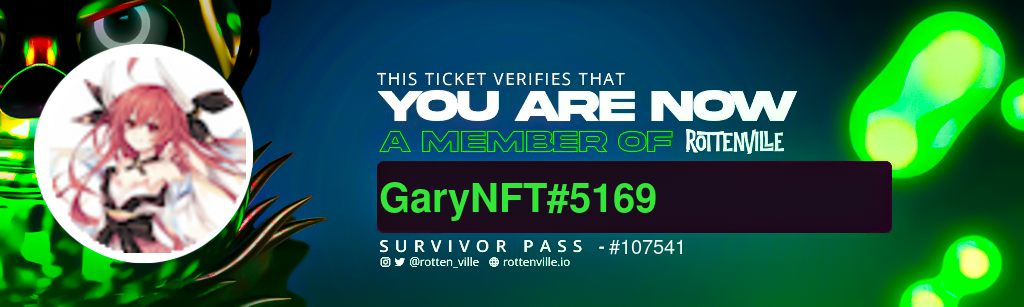 THIS TICKET VERIFIES THAT
YOU ARE NOW
A MEMBER OF ROTTENVILLE
GaryNFT#5169
SURVIVOR PASS - #107541
@rotten_ville rottenville.io